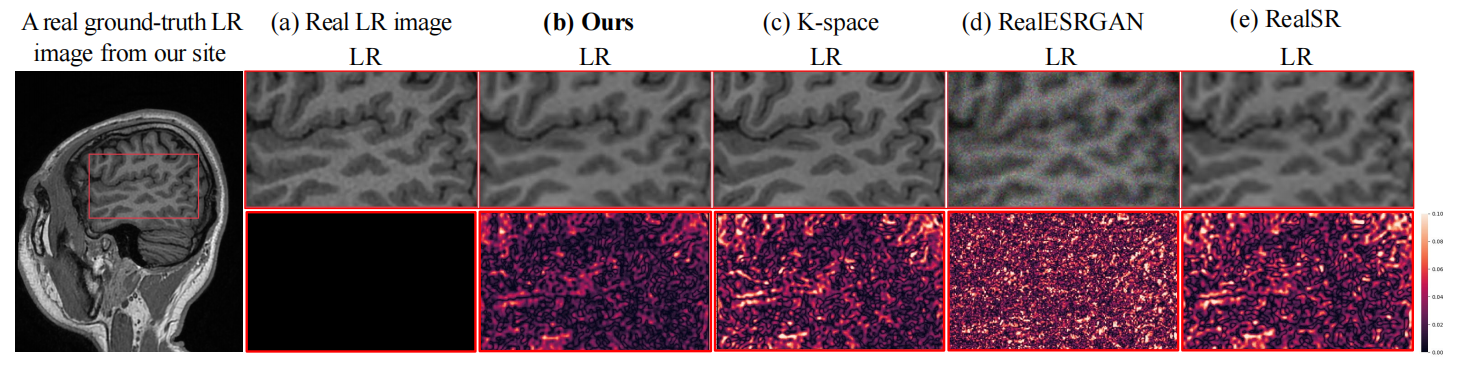 A real ground-truth LR
image from our site
(a) Real LR image
LR
(b) Ours
LR
(c) K-space
LR
(d) RealESRGAN
LR
(e) RealSR
LR
0.10
0.08
0.06
0.04
0.02
0.00